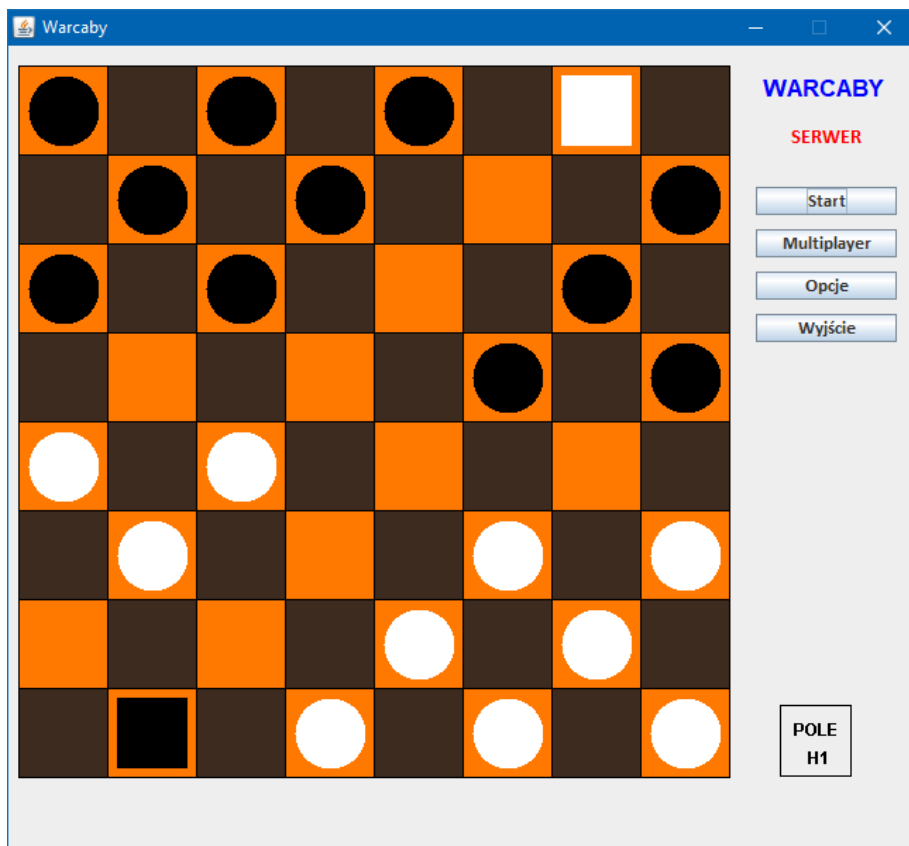 Warcaby
WARCABY
SERWER
Start
Multiplayer
Opcje
Wyjście
POLE
H1